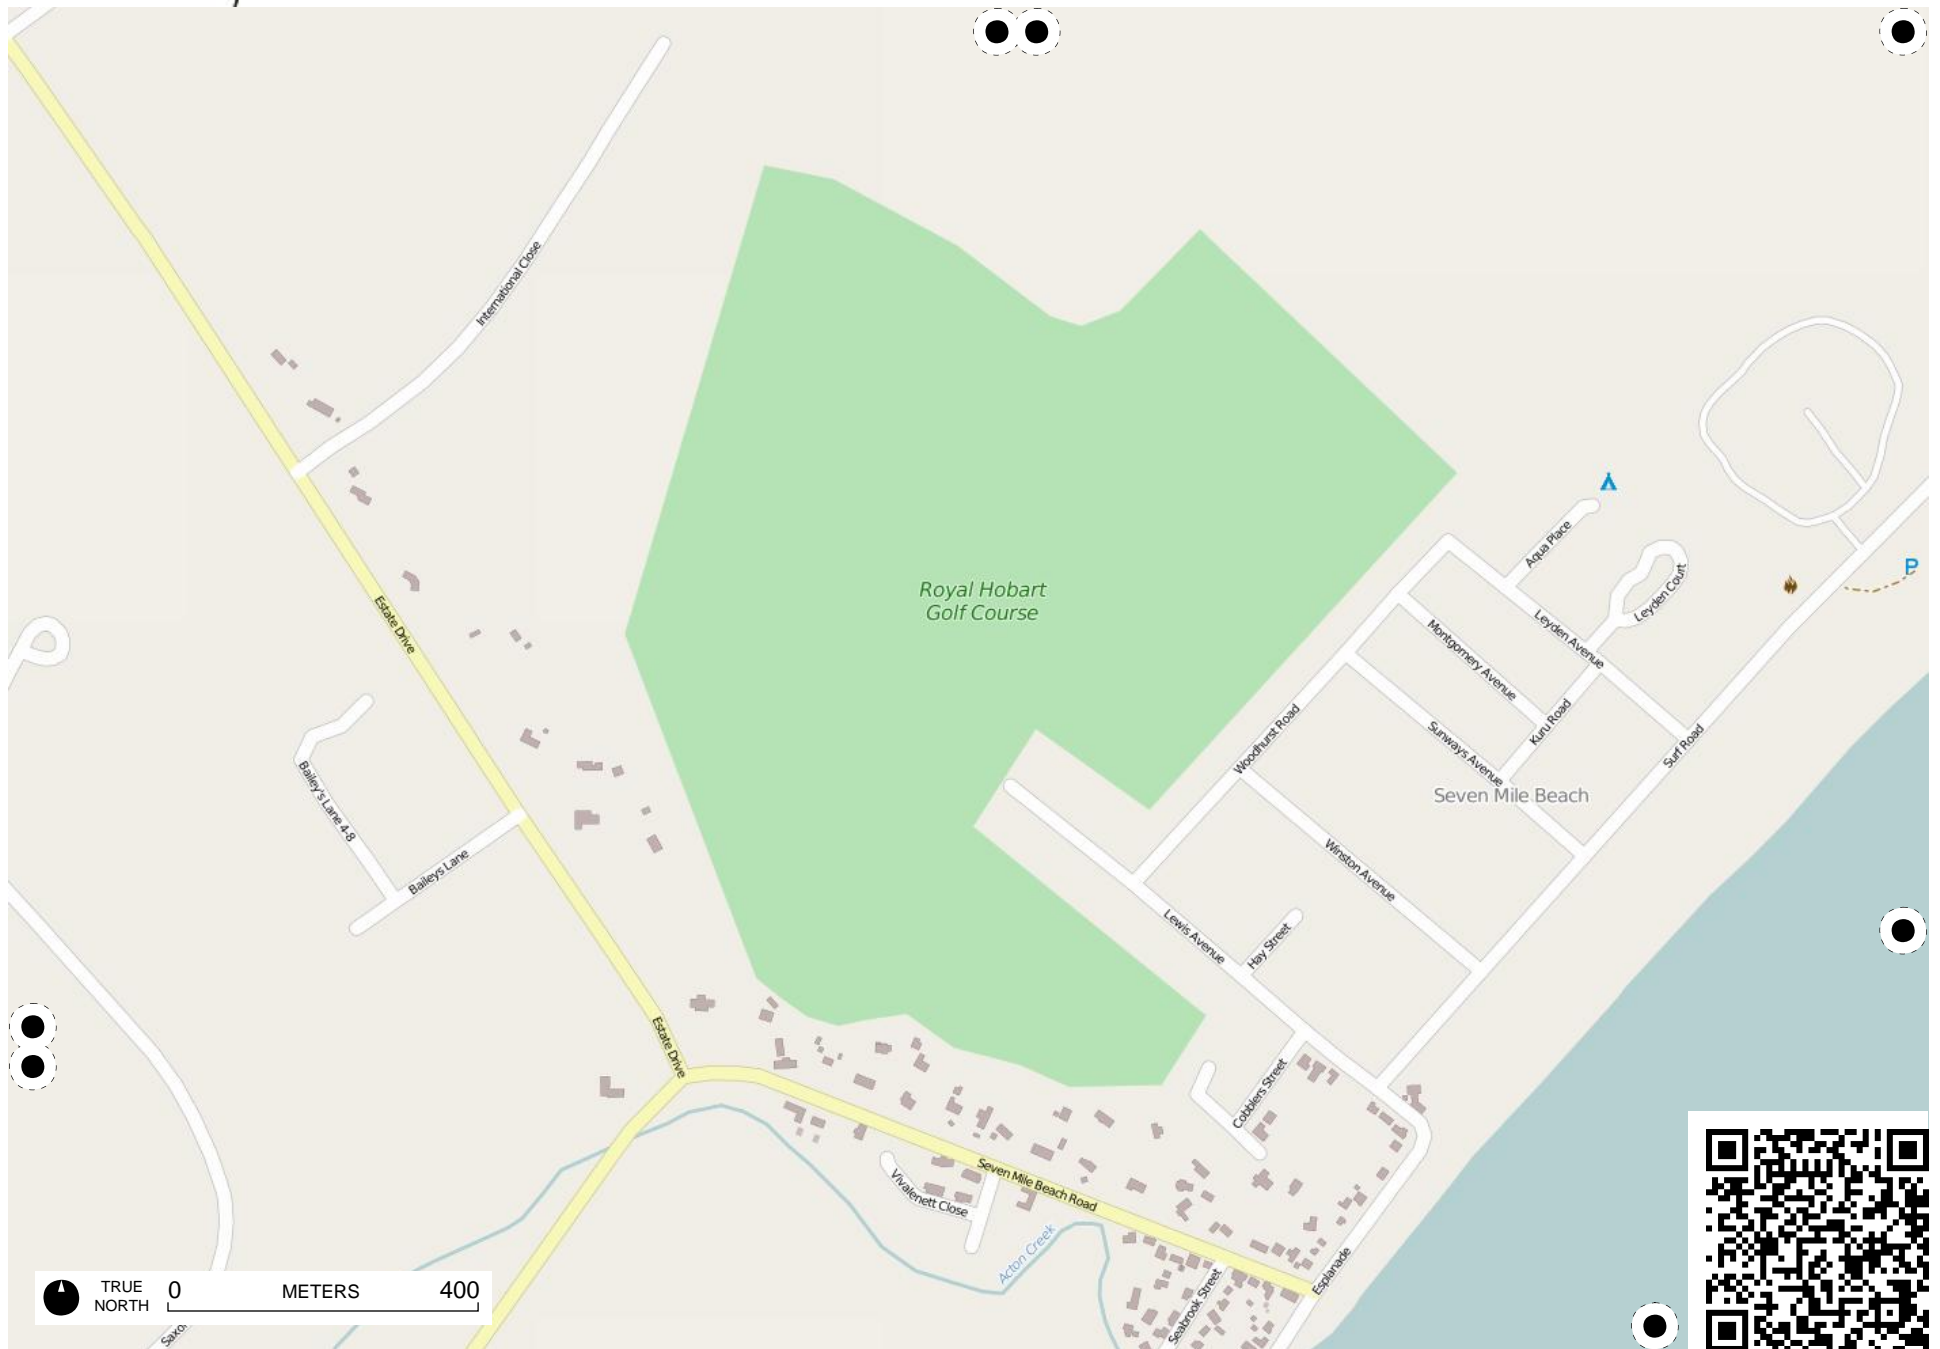 International Close
Estate Drive
Royal Hobart
Golf Course
Aqua Place
Leyden Court
Leyden Avenue
Montgomery Avenue
P
Kuru Road
Sunways Avenue
Woodhurst Road
Surf Road
Seven Mile Beach
Bailey's Lane 4-8
Baileys Lane
Winston Avenue
Lewis Avenue
Hay Street
Estate Drive
Cobblers Street
Vivalenett Close
Seven Mile Beach Road
Acton Creek
Esplanade
Seabrook Street
TRUE
NORTH
0 METERS 400